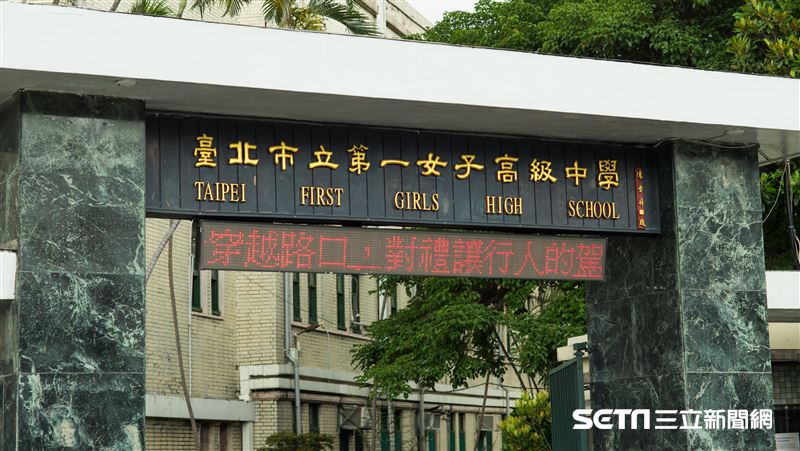 臺北市立第一女子高級中學
TAIPEI FIRST GIRLS HIGH SCHOOL
穿越路口，對禮讓行人的駕
SETN 三立新聞網